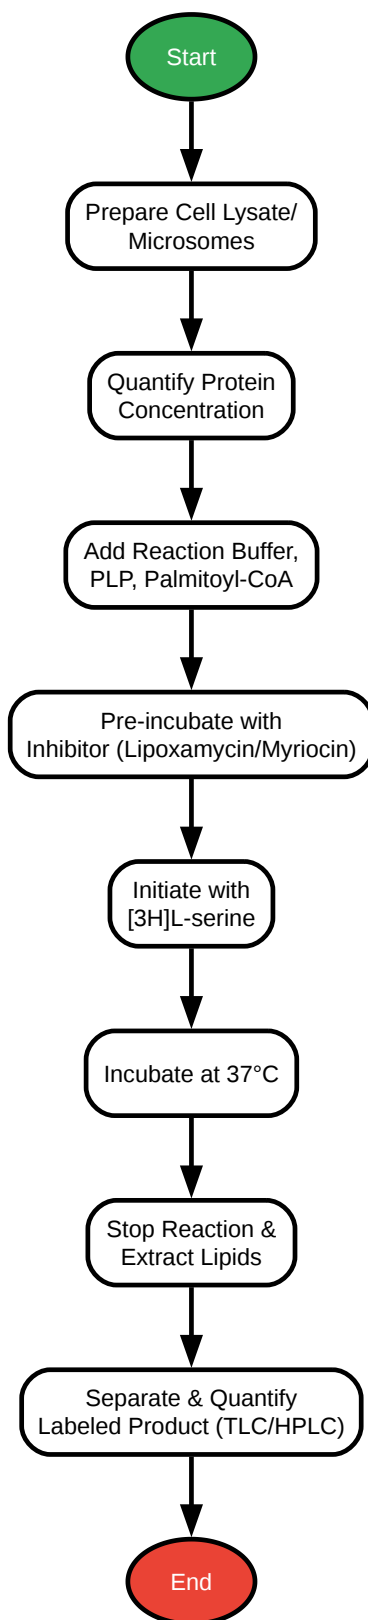 Start
Prepare Cell Lysate/
Microsomes
Quantify Protein
Concentration
Add Reaction Buffer,
PLP, Palmitoyl-CoA
Pre-incubate with
Inhibitor (Lipoxamycin/Myriocin)
Initiate with
[3H]L-serine
Incubate at 37°C
Stop Reaction &
Extract Lipids
Separate & Quantify
Labeled Product (TLC/HPLC)
End